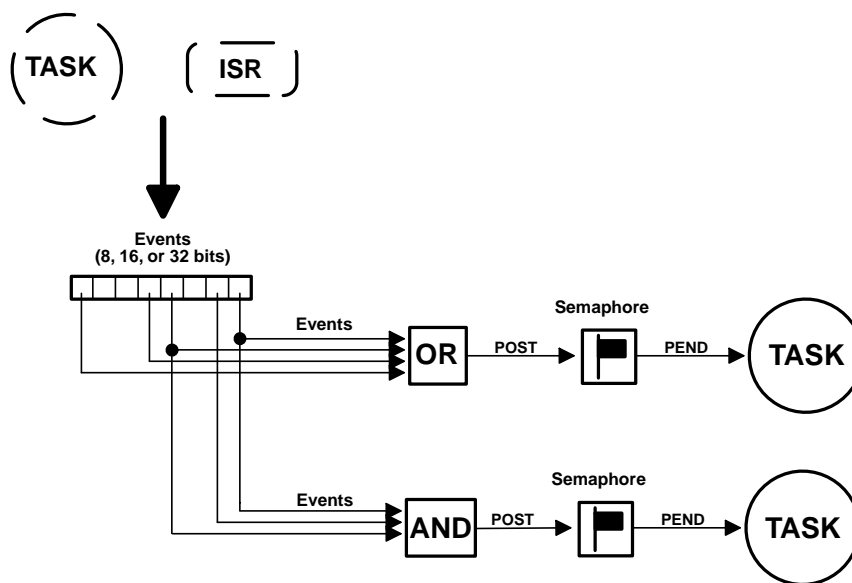 TASK
ISR
Events
(8, 16, or 32 bits)
Semaphore
Events
OR
POST
PEND
TASK
Semaphore
Events
AND
POST
PEND
TASK